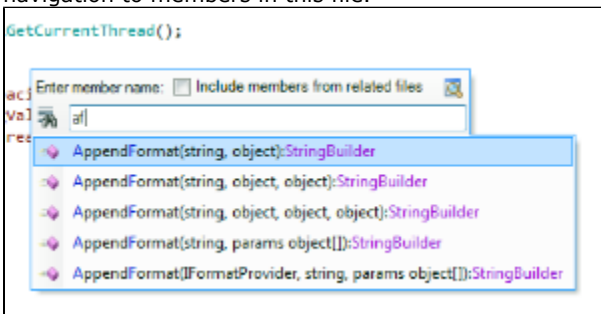 navigation to members in this file.
GetCurrentThread();
Enter member name: Include members from related files
af
AppendFormat(string, object):StringBuilder
AppendFormat(string, object, object):StringBuilder
AppendFormat(string, object, object, object):StringBuilder
AppendFormat(string, params object[]):StringBuilder
AppendFormat(IFormatProvider, string, params object[]):StringBuilder